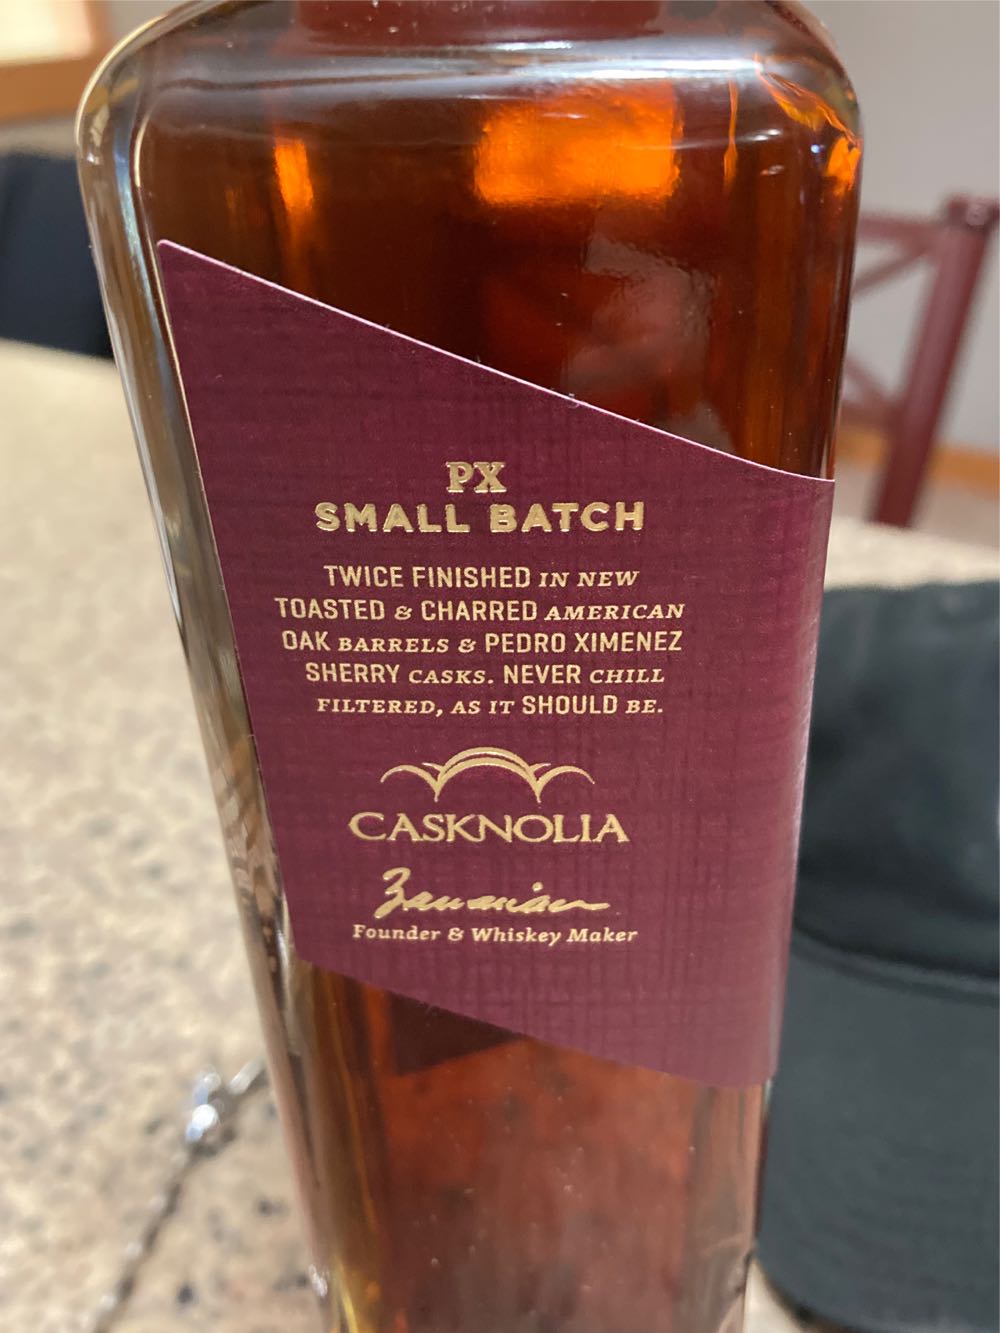 PX
SMALL BATCH
TWICE FINISHED IN NEW
TOASTED & CHARRED AMERICAN
OAK BARRELS & PEDRO XIMENEZ
SHERRY CASKS. NEVER CHILL
FILTERED, AS IT SHOULD BE.
CASKNOLIA
Founder & Whiskey Maker